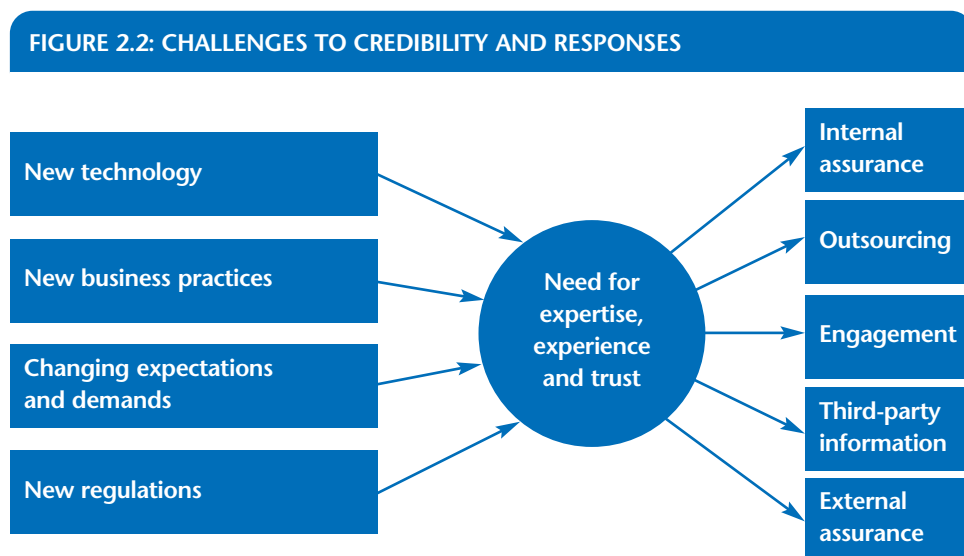 FIGURE 2.2: CHALLENGES TO CREDIBILITY AND RESPONSES
New technology
New business practices
Changing expectations
and demands
New regulations
Need for
expertise,
experience
and trust
Internal
assurance
Outsourcing
Engagement
Third-party
information
External
assurance